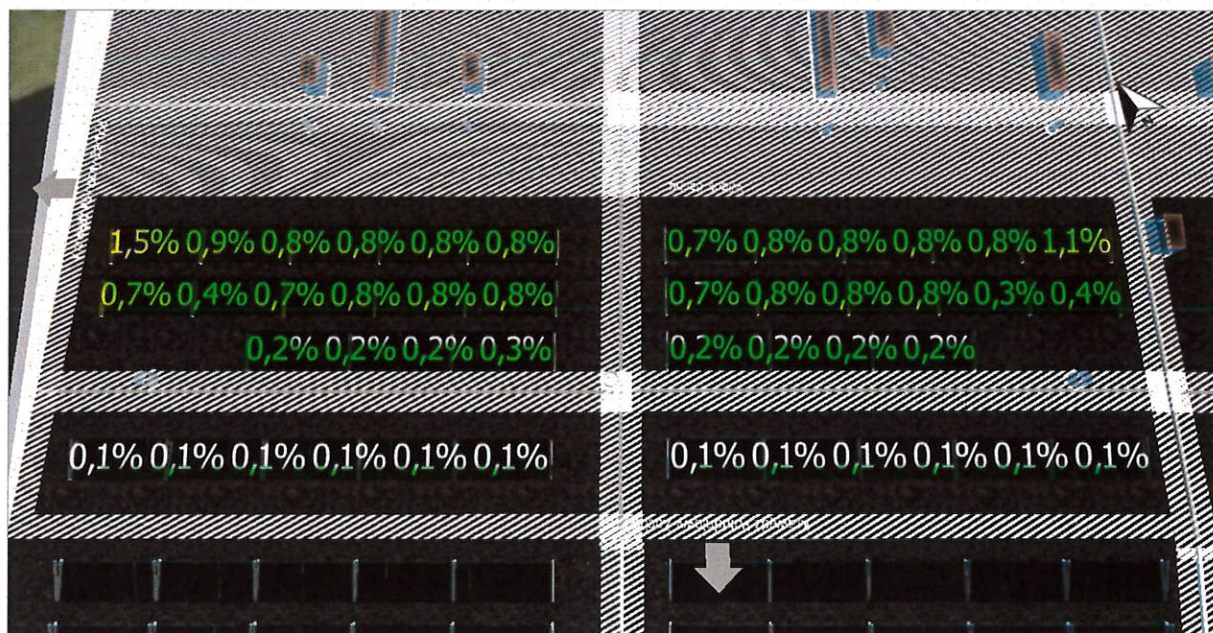 1,5% 0,9% 0,8% 0,8% 0,8% 0,8%
0,7% 0,8% 0,8% 0,8% 0,8% 1,1%
0,7% 0,4% 0,7% 0,8% 0,8% 0,8%
0,7% 0,8% 0,8% 0,8% 0,3% 0,4%
0,2% 0,2% 0,2% 0,3%
0,2% 0,2% 0,2% 0,2%
0,1% 0,1% 0,1% 0,1% 0,1% 0,1%
0,1% 0,1% 0,1% 0,1% 0,1% 0,1%